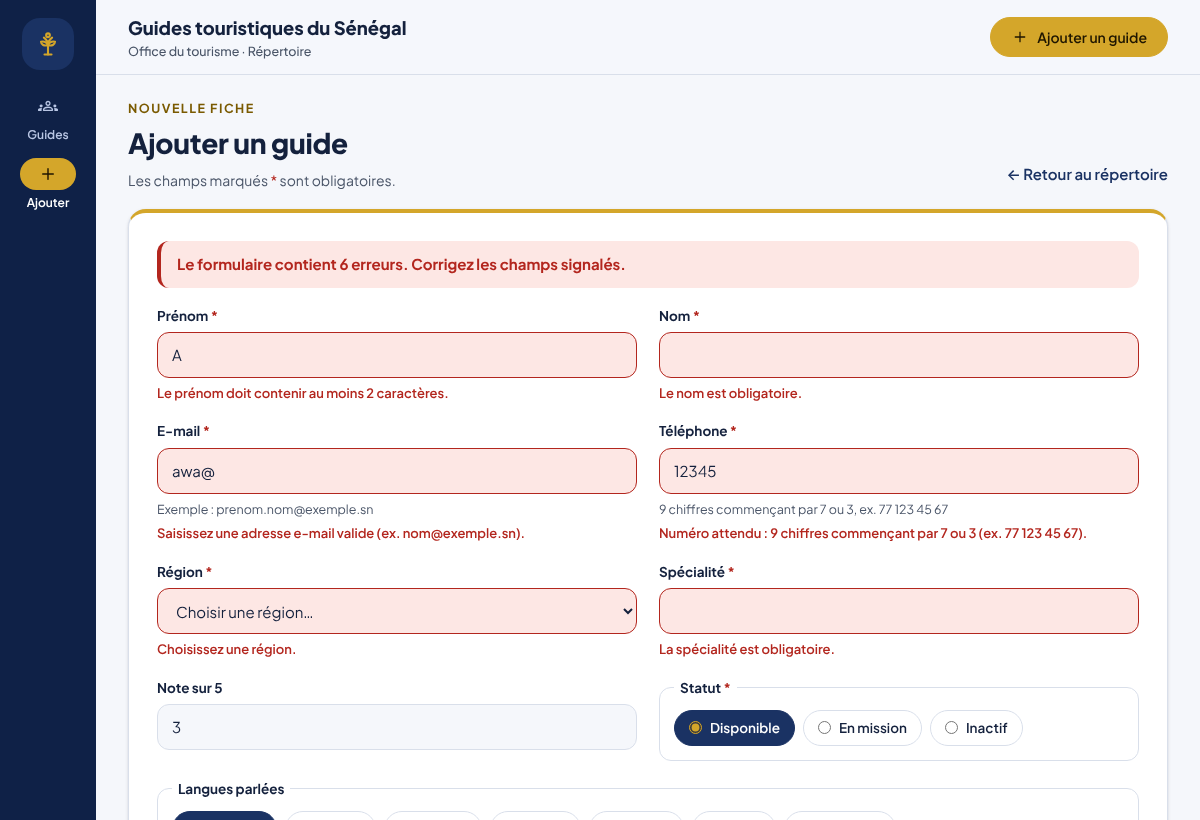 Guides touristiques du Sénégal
Office du tourisme · Répertoire
Ajouter un guide
Guides
Ajouter
NOUVELLE FICHE
Ajouter un guide
Les champs marqués * sont obligatoires.
← Retour au répertoire
Le formulaire contient 6 erreurs. Corrigez les champs signalés.
Prénom *
A
Le prénom doit contenir au moins 2 caractères.
Nom *
Le nom est obligatoire.
E-mail *
awa@
Exemple : prenom.nom@exemple.sn
Saisissez une adresse e-mail valide (ex. nom@exemple.sn).
Téléphone *
12345
9 chiffres commençant par 7 ou 3, ex. 77 123 45 67
Numéro attendu : 9 chiffres commençant par 7 ou 3 (ex. 77 123 45 67).
Région *
Choisir une région...
Choisissez une région.
Spécialité *
La spécialité est obligatoire.
Note sur 5
3
Statut *
Disponible
En mission
Inactif
Langues parlées